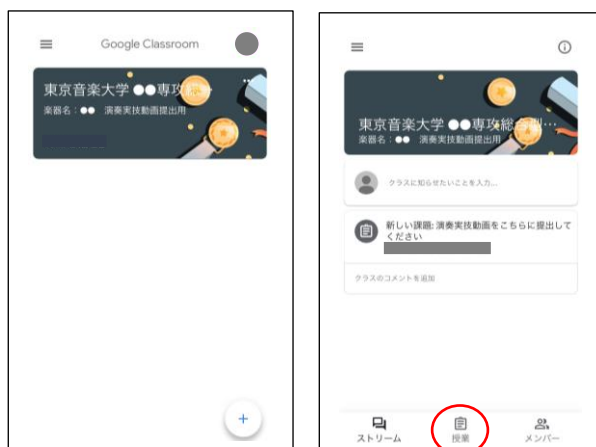 Google Classroom
東京音楽大学 ●●専攻総…
楽器名：●● 演奏実技動画提出用
東京音楽大学 ●●専攻総合型…
楽器名：●● 演奏実技動画提出用
クラスに知らせたいことを入力...
新しい課題: 演奏実技動画をこちらに提出して
ください
クラスのコメントを追加
ストリーム
授業
メンバー